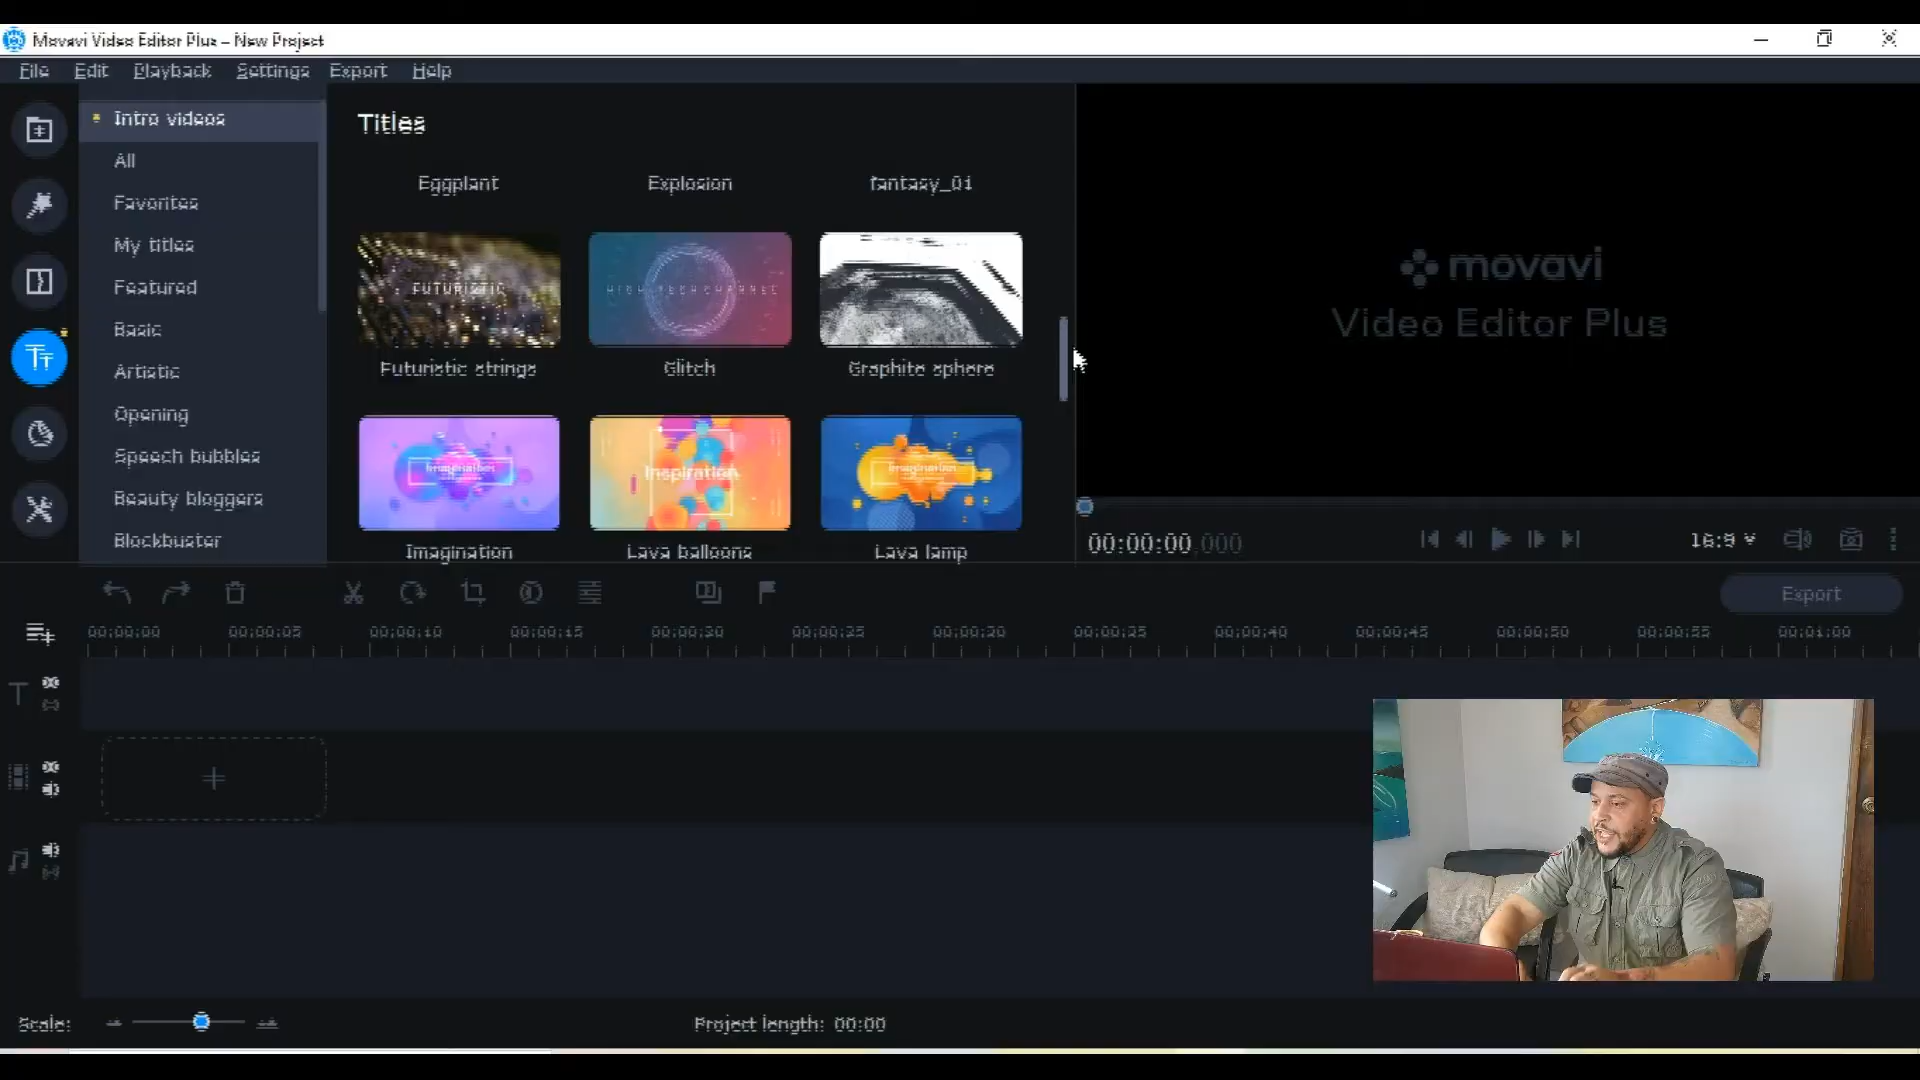 Movavi Video Editor Plus – New Project
File Edit Playback Settings Export Help
Intro videos
All
Favorites
My titles
Featured
Basic
Artistic
Opening
Speech bubbles
Beauty bloggers
Blockbuster
Titles
Eggplant Explosion fantasy_01
FUTURISTIC
HIGH TECH CHANNEL
Futuristic strings Glitch Graphite sphere
Imagination
Inspiration
Imagination
Imagination Lava balloons Lava lamp
movavi
Video Editor Plus
00:00:00.000
16:9
Export
00:00:00 00:00:05 00:00:10 00:00:15 00:00:20 00:00:25 00:00:30 00:00:35 00:00:40 00:00:45 00:00:50 00:00:55 00:01:00
Scale:
Project length: 00:00